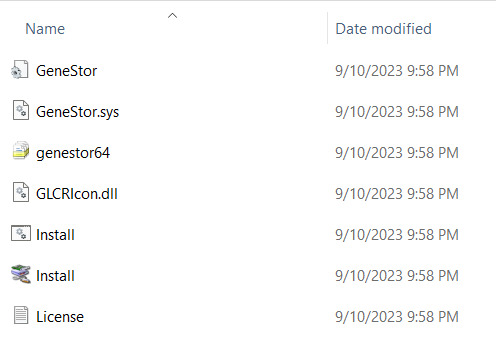 Name Date modified
GeneStor 9/10/2023 9:58 PM
GeneStor.sys 9/10/2023 9:58 PM
genestor64 9/10/2023 9:58 PM
GLCRIcon.dll 9/10/2023 9:58 PM
Install 9/10/2023 9:58 PM
Install 9/10/2023 9:58 PM
License 9/10/2023 9:58 PM